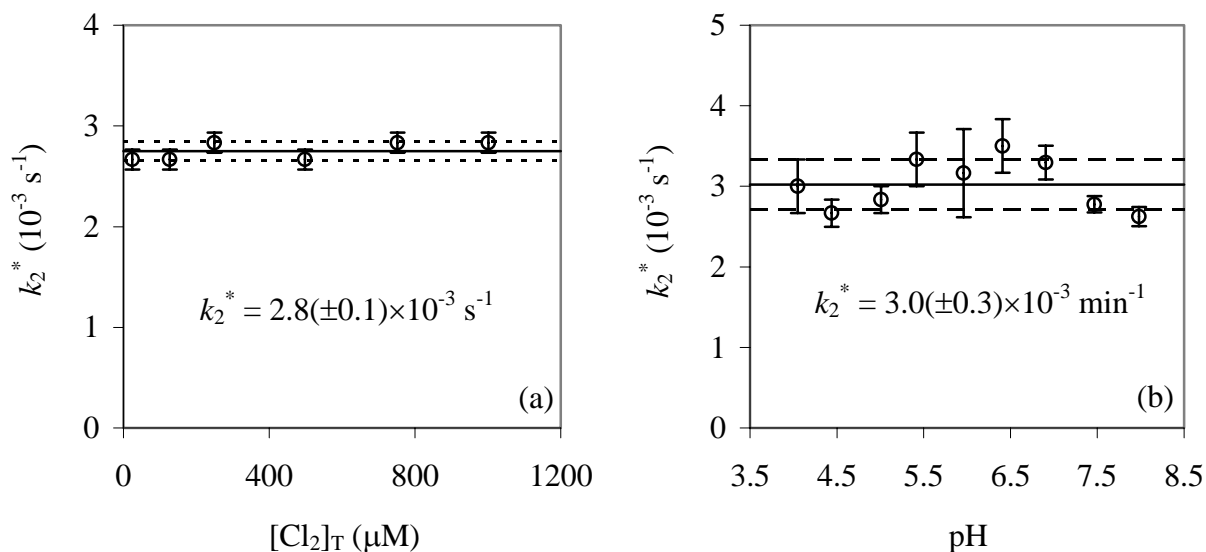 4
3
2
1
0
k₂* (10⁻³ s⁻¹)
k₂* = 2.8(±0.1)×10⁻³ s⁻¹
(a)
0 400 800 1200
[Cl₂]T (μM)
5
4
3
2
1
0
k₂* (10⁻³ s⁻¹)
k₂* = 3.0(±0.3)×10⁻³ min⁻¹
(b)
3.5 4.5 5.5 6.5 7.5 8.5
pH